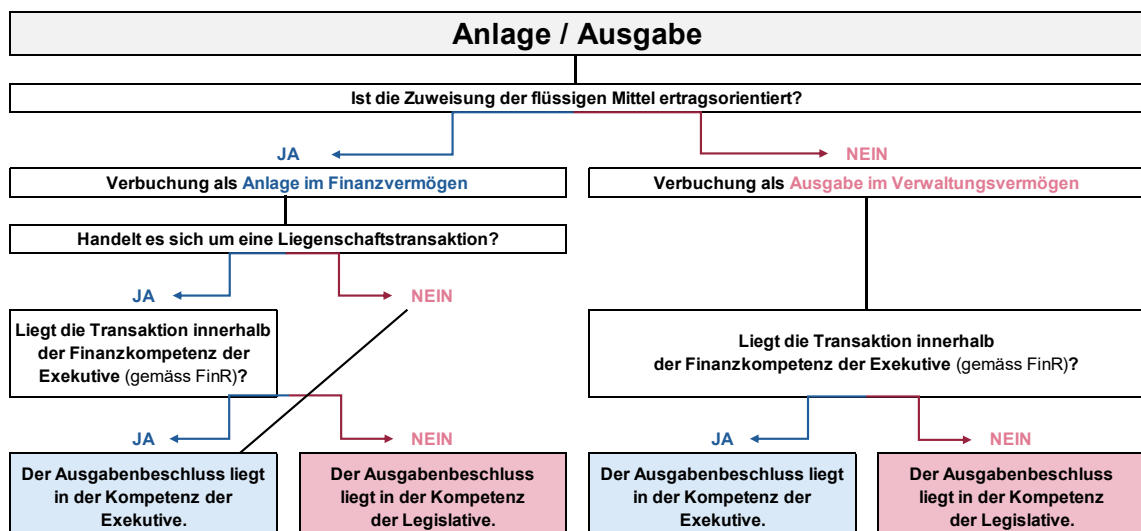 Anlage / Ausgabe
Ist die Zuweisung der flüssigen Mittel ertragsorientiert?
JA
NEIN
Verbuchung als Anlage im Finanzvermögen
Verbuchung als Ausgabe im Verwaltungsvermögen
Handelt es sich um eine Liegenschaftstransaktion?
JA
NEIN
Liegt die Transaktion innerhalb
der Finanzkompetenz der
Exekutive (gemäss FinR)?
Liegt die Transaktion innerhalb
der Finanzkompetenz der Exekutive (gemäss FinR)?
JA
NEIN
JA
NEIN
Der Ausgabenbeschluss liegt
in der Kompetenz der
Exekutive.
Der Ausgabenbeschluss
liegt in der Kompetenz
der Legislative.
Der Ausgabenbeschluss liegt
in der Kompetenz der
Exekutive.
Der Ausgabenbeschluss
liegt in der Kompetenz
der Legislative.